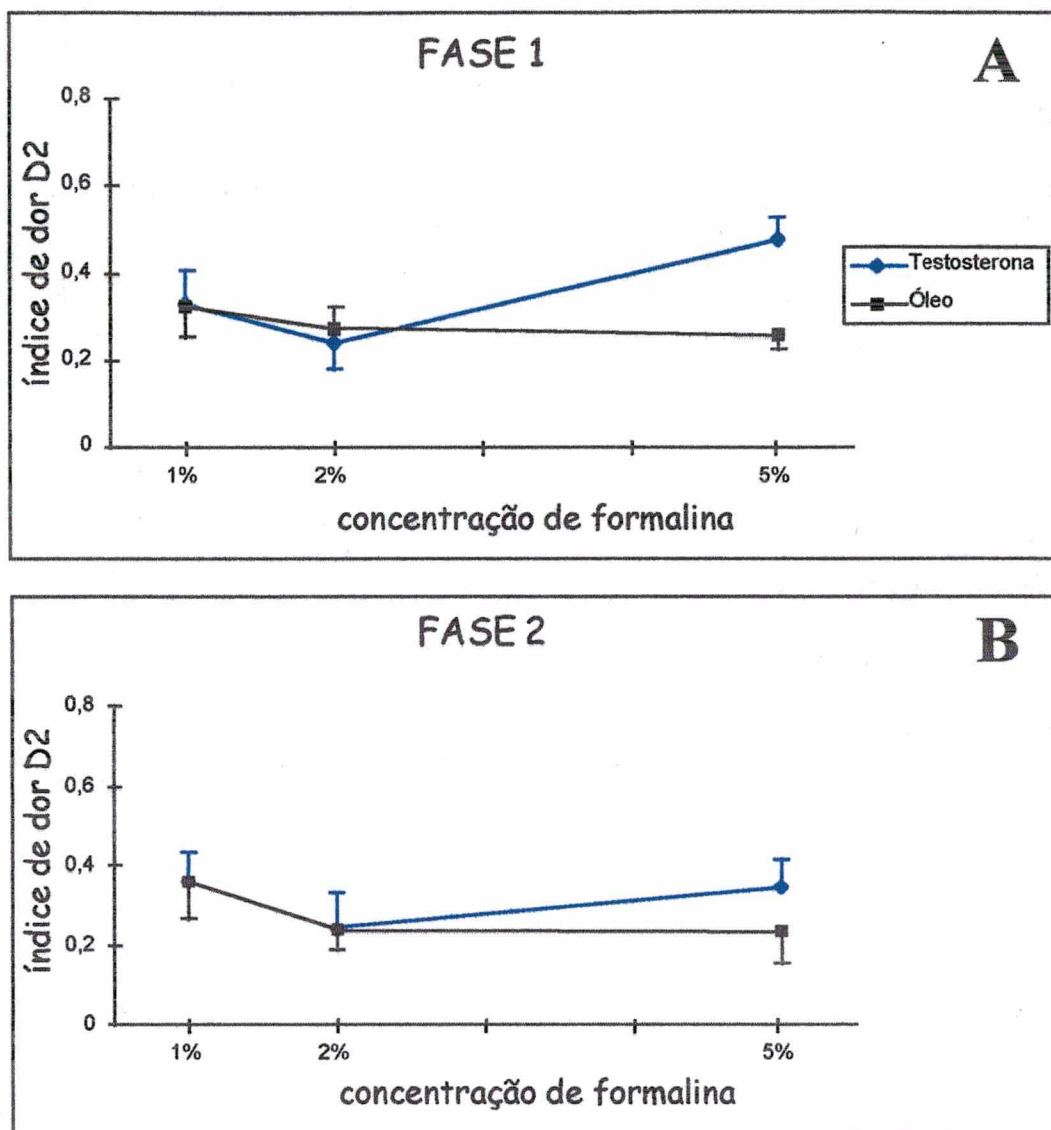 FASE 1
A
índice de dor D2
0,8
0,6
0,4
0,2
0
1%
2%
5%
concentração de formalina
Testosterona
Óleo
FASE 2
B
índice de dor D2
0,8
0,6
0,4
0,2
0
1%
2%
5%
concentração de formalina